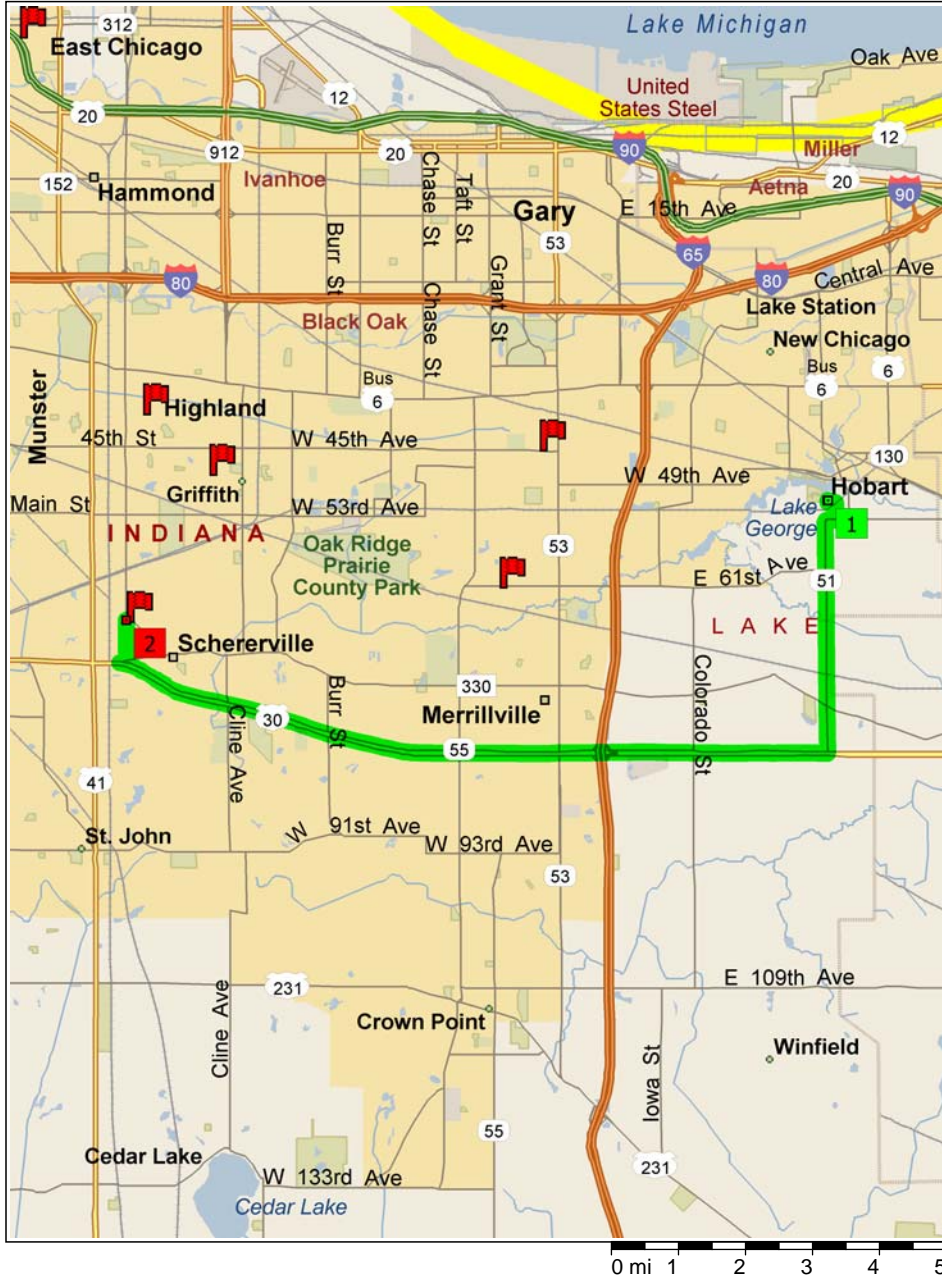 Lake Michigan
312
East Chicago
Oak Ave
United
States Steel
12
20
12
90
Miller
912
20
152
Hammond
Ivanhoe
Chase St
Taft St
Aetna
20
90
Gary
E 15th Ave
53
65
Burr St
Grant St
80
80
Central Ave
Chase St
Lake Station
Black Oak
New Chicago
Bus
6
Bus
6
6
Munster
Highland
45th St
W 45th Ave
130
W 49th Ave
Griffith
Hobart
Main St
W 53rd Ave
Lake
George
1
INDIANA
Oak Ridge
Prairie
County Park
53
E 61st Ave
51
LAKE
2
Schererville
330
Colorado St
Burr St
Merrillville
Cline Ave
30
55
41
St. John
W 91st Ave
W 93rd Ave
53
231
E 109th Ave
Cline Ave
Crown Point
Winfield
Iowa St
55
Cedar Lake
231
W 133rd Ave
Cedar Lake
0 mi 1 2 3 4 5